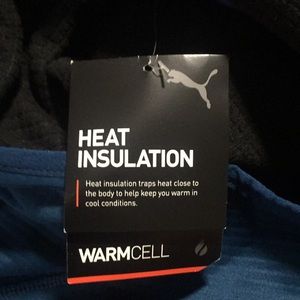 HEAT
INSULATION
Heat insulation traps heat close to
the body to help keep you warm in
cool conditions.
WARMCELL